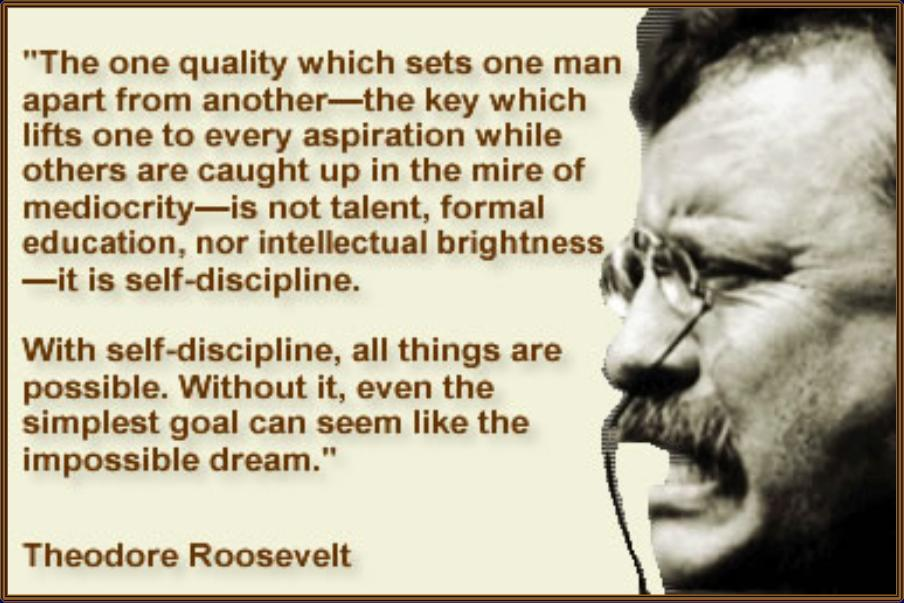 "The one quality which sets one man
apart from another—the key which
lifts one to every aspiration while
others are caught up in the mire of
mediocrity—is not talent, formal
education, nor intellectual brightness
—it is self-discipline.
With self-discipline, all things are
possible. Without it, even the
simplest goal can seem like the
impossible dream."
Theodore Roosevelt